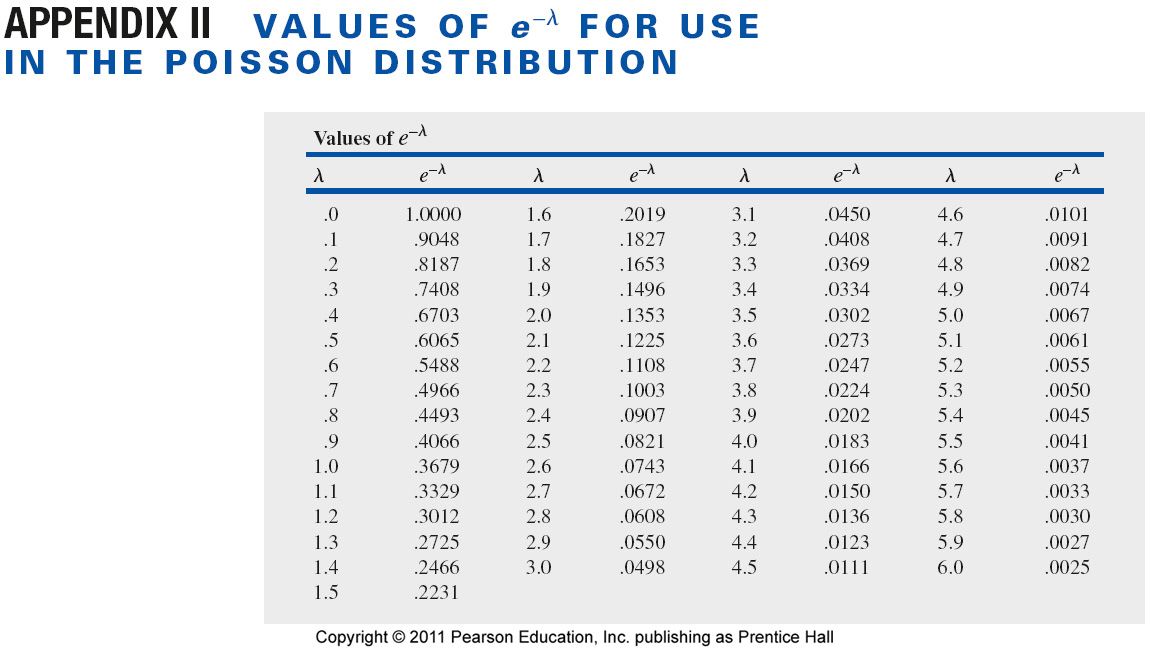 APPENDIX II VALUES OF e−λ FOR USE
IN THE POISSON DISTRIBUTION
Values of e−λ
λ e−λ λ e−λ λ e−λ λ e−λ
.0 1.0000 1.6 .2019 3.1 .0450 4.6 .0101
.1 .9048 1.7 .1827 3.2 .0408 4.7 .0091
.2 .8187 1.8 .1653 3.3 .0369 4.8 .0082
.3 .7408 1.9 .1496 3.4 .0334 4.9 .0074
.4 .6703 2.0 .1353 3.5 .0302 5.0 .0067
.5 .6065 2.1 .1225 3.6 .0273 5.1 .0061
.6 .5488 2.2 .1108 3.7 .0247 5.2 .0055
.7 .4966 2.3 .1003 3.8 .0224 5.3 .0050
.8 .4493 2.4 .0907 3.9 .0202 5.4 .0045
.9 .4066 2.5 .0821 4.0 .0183 5.5 .0041
1.0 .3679 2.6 .0743 4.1 .0166 5.6 .0037
1.1 .3329 2.7 .0672 4.2 .0150 5.7 .0033
1.2 .3012 2.8 .0608 4.3 .0136 5.8 .0030
1.3 .2725 2.9 .0550 4.4 .0123 5.9 .0027
1.4 .2466 3.0 .0498 4.5 .0111 6.0 .0025
1.5 .2231
Copyright © 2011 Pearson Education, Inc. publishing as Prentice Hall